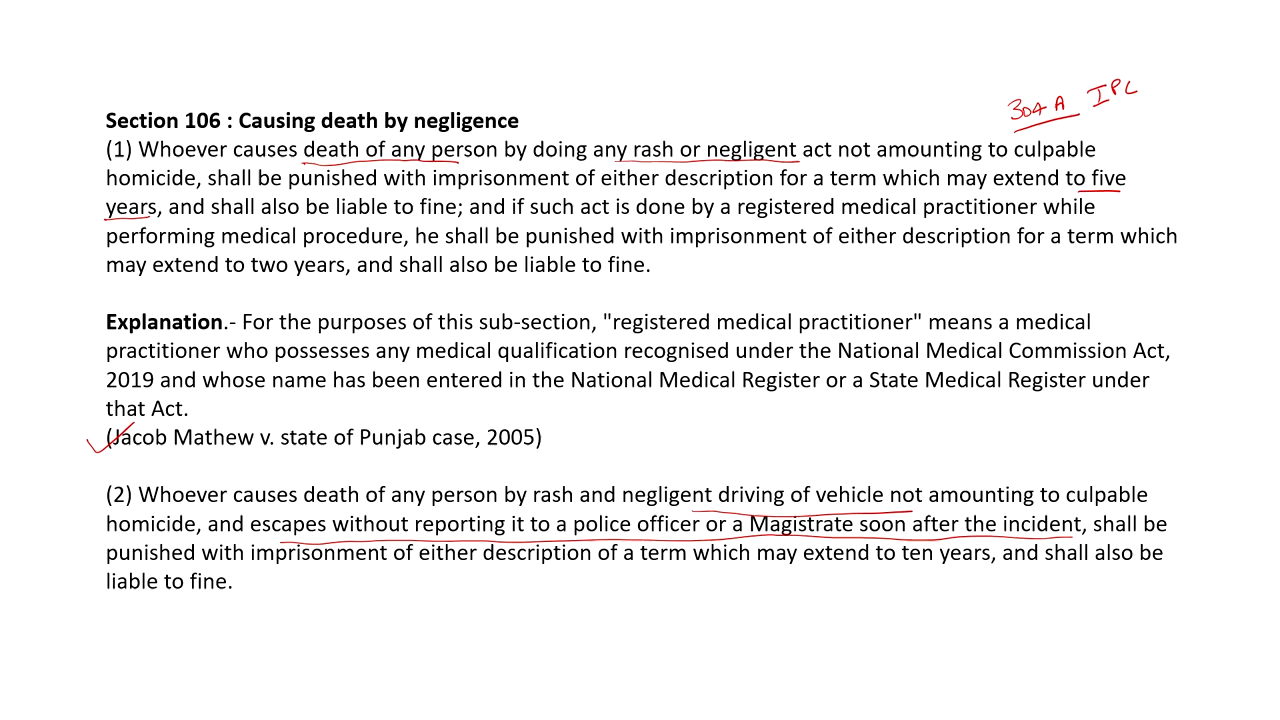 304 A IPC
Section 106 : Causing death by negligence
(1) Whoever causes death of any person by doing any rash or negligent act not amounting to culpable
homicide, shall be punished with imprisonment of either description for a term which may extend to five
years, and shall also be liable to fine; and if such act is done by a registered medical practitioner while
performing medical procedure, he shall be punished with imprisonment of either description for a term which
may extend to two years, and shall also be liable to fine.
Explanation.- For the purposes of this sub-section, "registered medical practitioner" means a medical
practitioner who possesses any medical qualification recognised under the National Medical Commission Act,
2019 and whose name has been entered in the National Medical Register or a State Medical Register under
that Act.
(Jacob Mathew v. state of Punjab case, 2005)
(2) Whoever causes death of any person by rash and negligent driving of vehicle not amounting to culpable
homicide, and escapes without reporting it to a police officer or a Magistrate soon after the incident, shall be
punished with imprisonment of either description of a term which may extend to ten years, and shall also be
liable to fine.